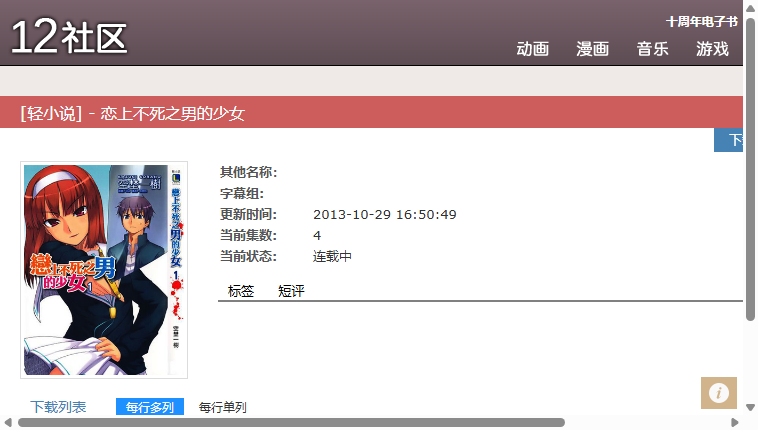 12社区
十周年电子书
动画 漫画 音乐 游戏
[轻小说] - 恋上不死之男的少女
下
其他名称:
字幕组:
更新时间: 2013-10-29 16:50:49
当前集数: 4
当前状态: 连载中
标签 短评
戀上不死之男的少女1
戀上不死之男的少女 1
下载列表 每行多列 每行单列